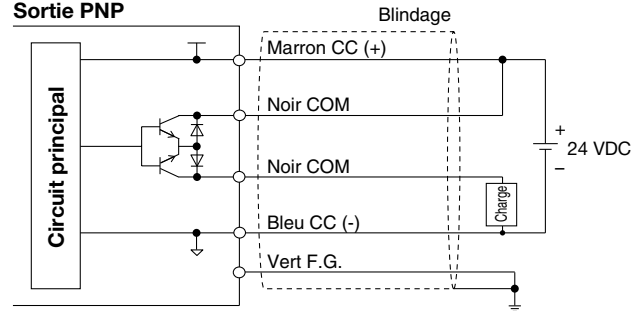 Sortie PNP
Blindage
Marron CC (+)
Circuit principal
Noir COM
+
24 VDC
–
Noir COM
Charge
Bleu CC (-)
Vert F.G.